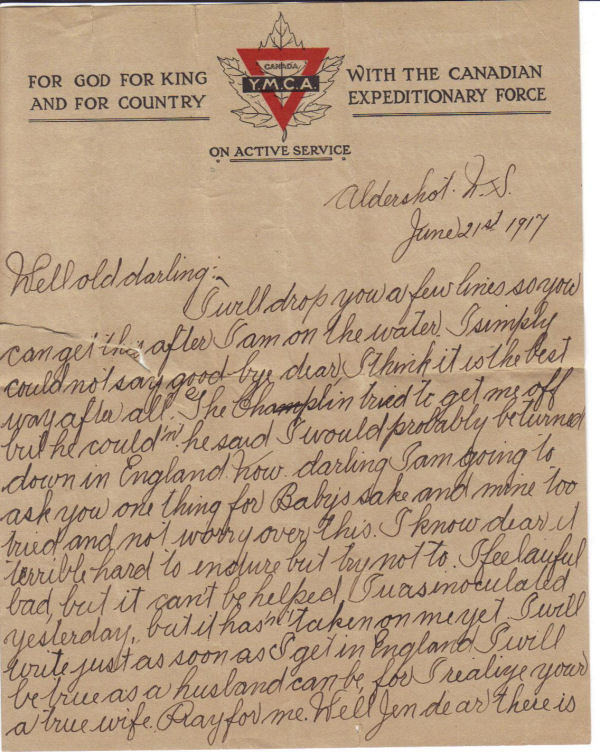 FOR GOD FOR KING
AND FOR COUNTRY
CANADA
Y.M.C.A.
WITH THE CANADIAN
EXPEDITIONARY FORCE
ON ACTIVE SERVICE
Aldershot. N.S.
June 21st 1917
Well old darling:-
I will drop you a few lines so you
can get this after I am on the water. I simply
could not say good-bye dear I think it is the best
way after all. The Champlin tried to get me off
but he could'nt he said I would probably be turned
down in England now. darling I am going to
ask you one thing for Baby's sake and mine too
tried and not worry over this. I know dear it
terrible hard to endure but try not to. I feel auful
bad, but it can't be helped. I was inoculated
yesterday, but it has'nt taken on me yet. I will
write just as soon as I get in England I will
be true as a husband can be, for I realize your
a true wife. Pray for me. Well Jen dear there is